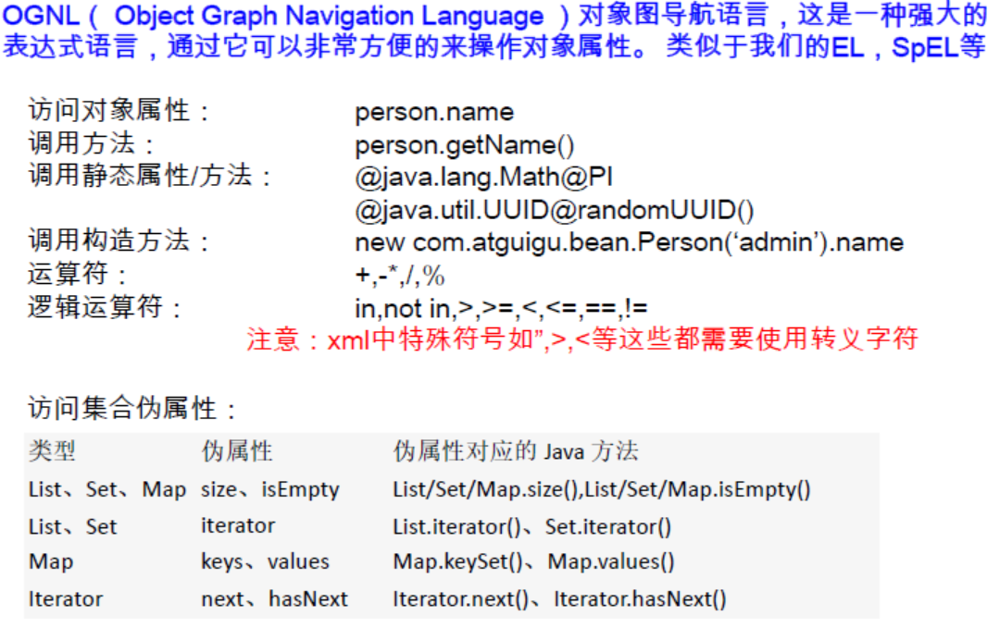 OGNL（ Object Graph Navigation Language ）对象图导航语言，这是一种强大的
表达式语言，通过它可以非常方便的来操作对象属性。 类似于我们的EL，SpEL等
访问对象属性： person.name
调用方法： person.getName()
调用静态属性/方法： @java.lang.Math@PI
@java.util.UUID@randomUUID()
调用构造方法： new com.atguigu.bean.Person(‘admin’).name
运算符： +,-*,/,%
逻辑运算符： in,not in,>,>=,<,<=,==,!=
注意：xml中特殊符号如”,>,<等这些都需要使用转义字符
访问集合伪属性：
类型 伪属性 伪属性对应的 Java 方法
List、Set、Map size、isEmpty List/Set/Map.size(),List/Set/Map.isEmpty()
List、Set iterator List.iterator()、Set.iterator()
Map keys、values Map.keySet()、Map.values()
Iterator next、hasNext Iterator.next()、Iterator.hasNext()